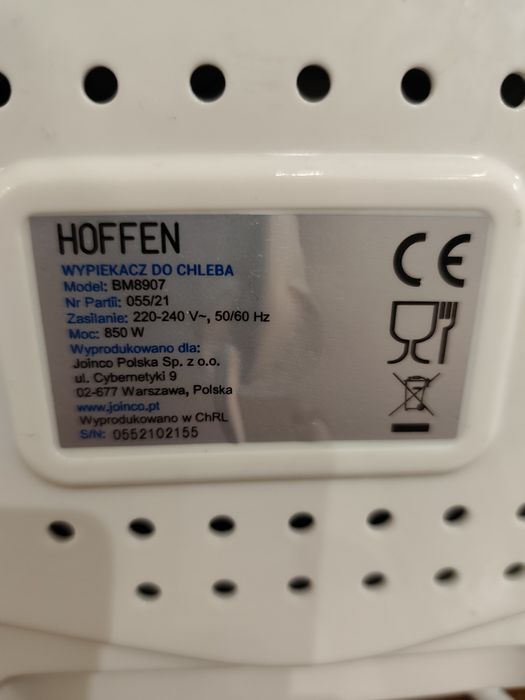 HOFFEN
WYPIEKACZ DO CHLEBA
Model: BM8907
Nr Partii: 055/21
Zasilanie: 220-240 V~, 50/60 Hz
Moc: 850 W
Wyprodukowano dla:
Joinco Polska Sp. z o.o.
ul. Cybernetyki 9
02-677 Warszawa, Polska
www.joinco.pl
Wyprodukowano w ChRL
S/N: 0552102155
CE